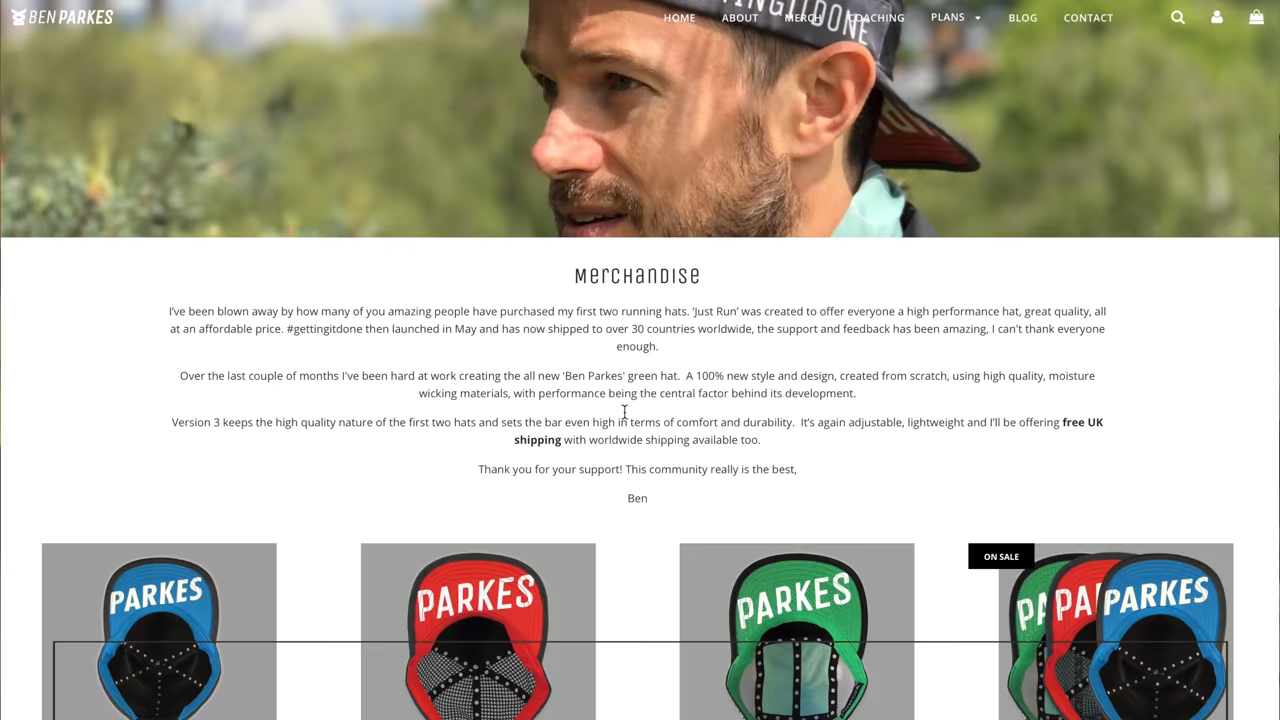 BEN PARKES
HOME ABOUT MERCH COACHING PLANS BLOG CONTACT
Merchandise
I've been blown away by how many of you amazing people have purchased my first two running hats. 'Just Run' was created to offer everyone a high performance hat, great quality, all
at an affordable price. #gettingitdone then launched in May and has now shipped to over 30 countries worldwide, the support and feedback has been amazing, I can't thank everyone
enough.
Over the last couple of months I've been hard at work creating the all new 'Ben Parkes' green hat. A 100% new style and design, created from scratch, using high quality, moisture
wicking materials, with performance being the central factor behind its development.
Version 3 keeps the high quality nature of the first two hats and sets the bar even high in terms of comfort and durability. It's again adjustable, lightweight and I'll be offering free UK
shipping with worldwide shipping available too.
Thank you for your support! This community really is the best,
Ben
ON SALE
PARKES
PARKES
PARKES
PA PA PARKES